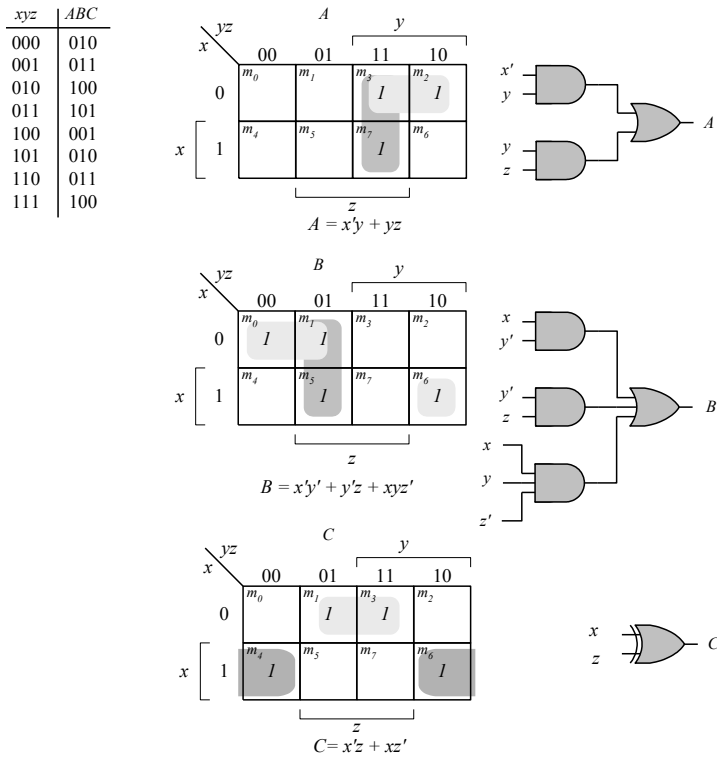 xyz ABC
000 010
001 011
010 100
011 101
100 001
101 010
110 011
111 100
A
yz
x
y
00 01 11 10
0
m0 m1 m3 m2
1 1
x 1
m4 m5 m7 m6
1
z
A = x'y + yz
x'
y
y
z
A
B
yz
x
y
00 01 11 10
0
m0 m1 m3 m2
1 1
x 1
m4 m5 m7 m6
1 1
z
B = x'y' + y'z + xyz'
x
y'
y'
z
x
y
z'
B
C
yz
x
y
00 01 11 10
0
m0 m1 m3 m2
1 1
x 1
m4 m5 m7 m6
1 1
z
C= x'z + xz'
x
z
C